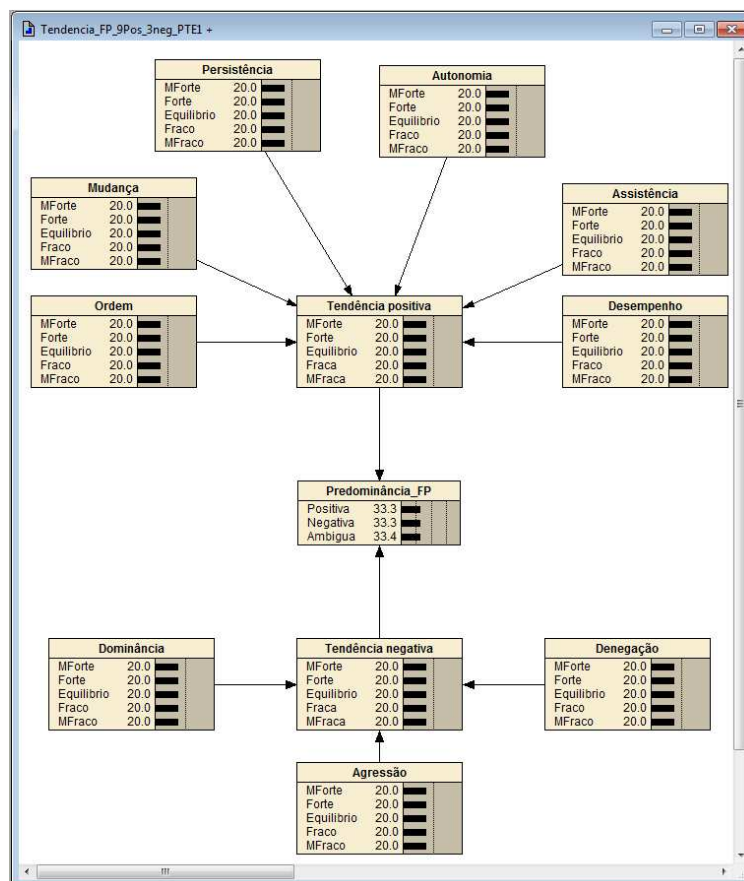 Tendencia_FP_9Pos_3neg_PTE1 +
Persistência
MForte 20.0
Forte 20.0
Equilibrio 20.0
Fraco 20.0
MFraco 20.0
Autonomia
MForte 20.0
Forte 20.0
Equilibrio 20.0
Fraco 20.0
MFraco 20.0
Mudança
MForte 20.0
Forte 20.0
Equilibrio 20.0
Fraco 20.0
MFraco 20.0
Assistência
MForte 20.0
Forte 20.0
Equilibrio 20.0
Fraco 20.0
MFraco 20.0
Ordem
MForte 20.0
Forte 20.0
Equilibrio 20.0
Fraco 20.0
MFraco 20.0
Tendência positiva
MForte 20.0
Forte 20.0
Equilibrio 20.0
Fraca 20.0
MFraca 20.0
Desempenho
MForte 20.0
Forte 20.0
Equilibrio 20.0
Fraco 20.0
MFraco 20.0
Predominância_FP
Positiva 33.3
Negativa 33.3
Ambigua 33.4
Dominância
MForte 20.0
Forte 20.0
Equilibrio 20.0
Fraco 20.0
MFraco 20.0
Tendência negativa
MForte 20.0
Forte 20.0
Equilibrio 20.0
Fraca 20.0
MFraca 20.0
Denegação
MForte 20.0
Forte 20.0
Equilibrio 20.0
Fraco 20.0
MFraco 20.0
Agressão
MForte 20.0
Forte 20.0
Equilibrio 20.0
Fraco 20.0
MFraco 20.0